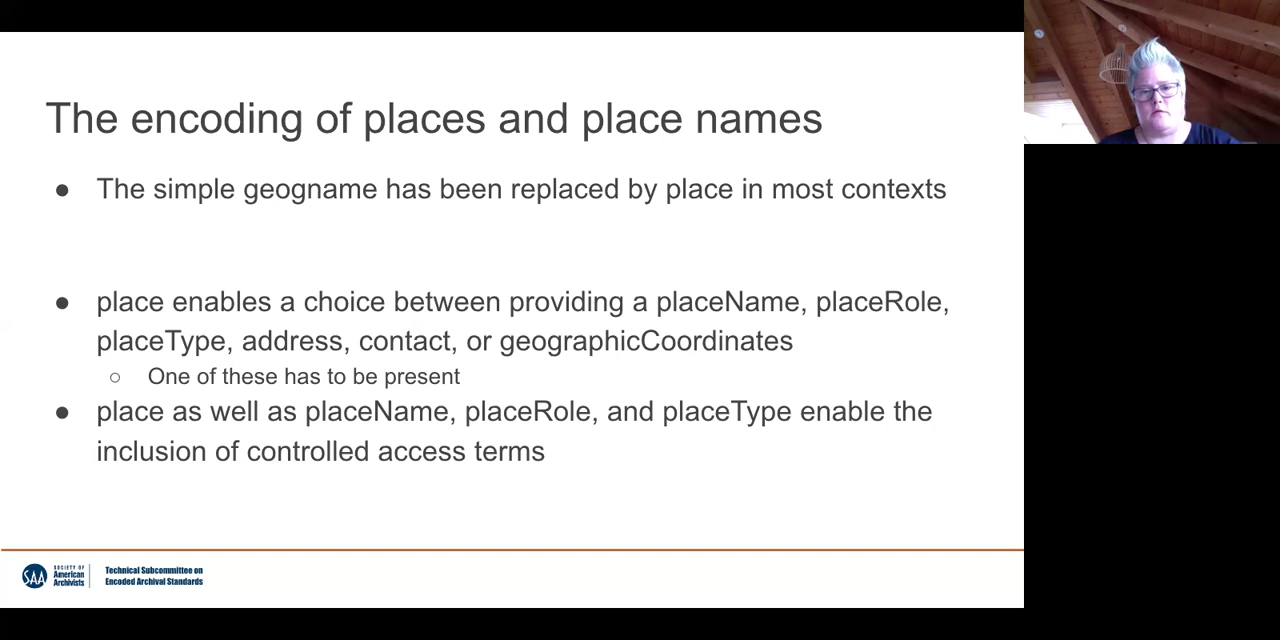 The encoding of places and place names
● The simple geogname has been replaced by place in most contexts
● place enables a choice between providing a placeName, placeRole,
placeType, address, contact, or geographicCoordinates
○ One of these has to be present
● place as well as placeName, placeRole, and placeType enable the
inclusion of controlled access terms
SAA
SOCIETY OF
American
Archivists
Technical Subcommittee on
Encoded Archival Standards